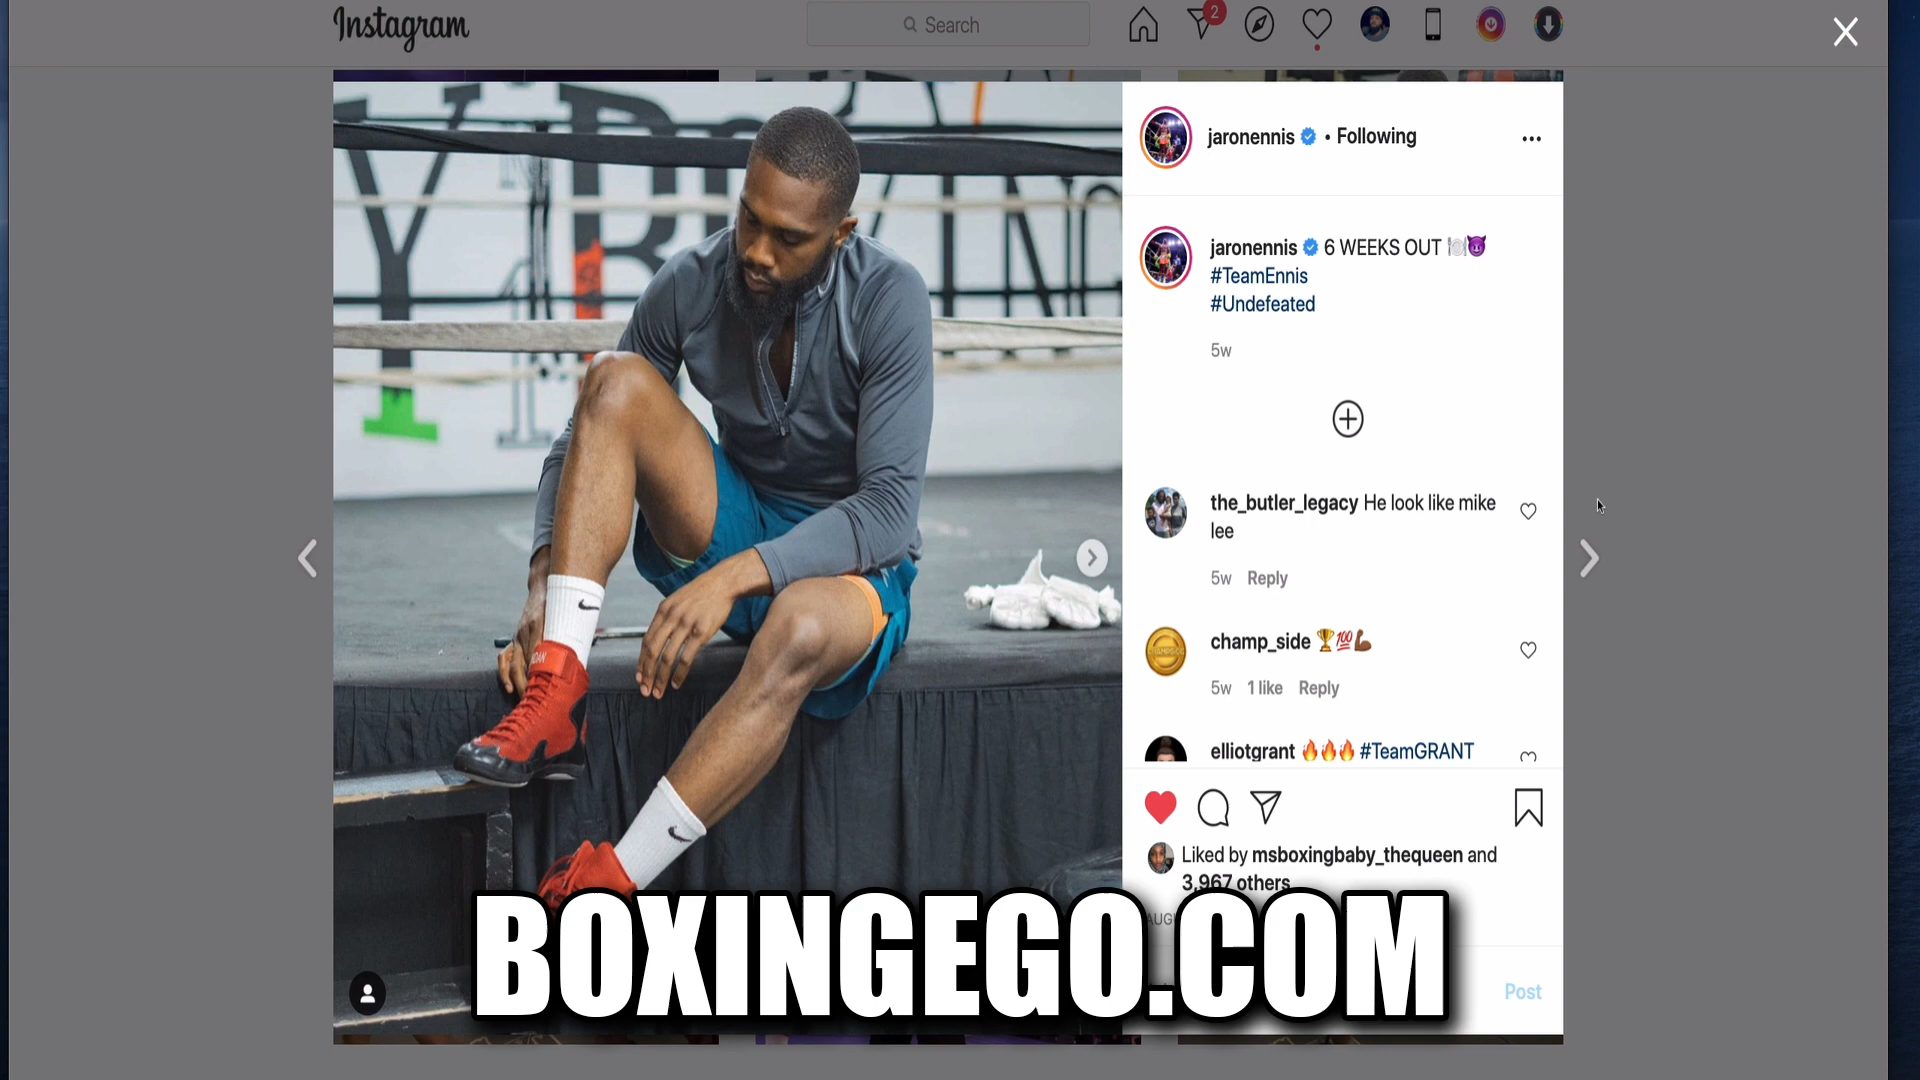 Instagram
Search
2
jaronennis • Following
jaronennis 6 WEEKS OUT 🍽😈
#TeamEnnis
#Undefeated
5w
the_butler_legacy He look like mike
lee
5w Reply
champ_side 🏆💯💪🏾
5w 1 like Reply
elliotgrant 🔥🔥🔥 #TeamGRANT
Liked by msboxingbaby_thequeen and
3,967 others
BOXINGEGO.COM
Post